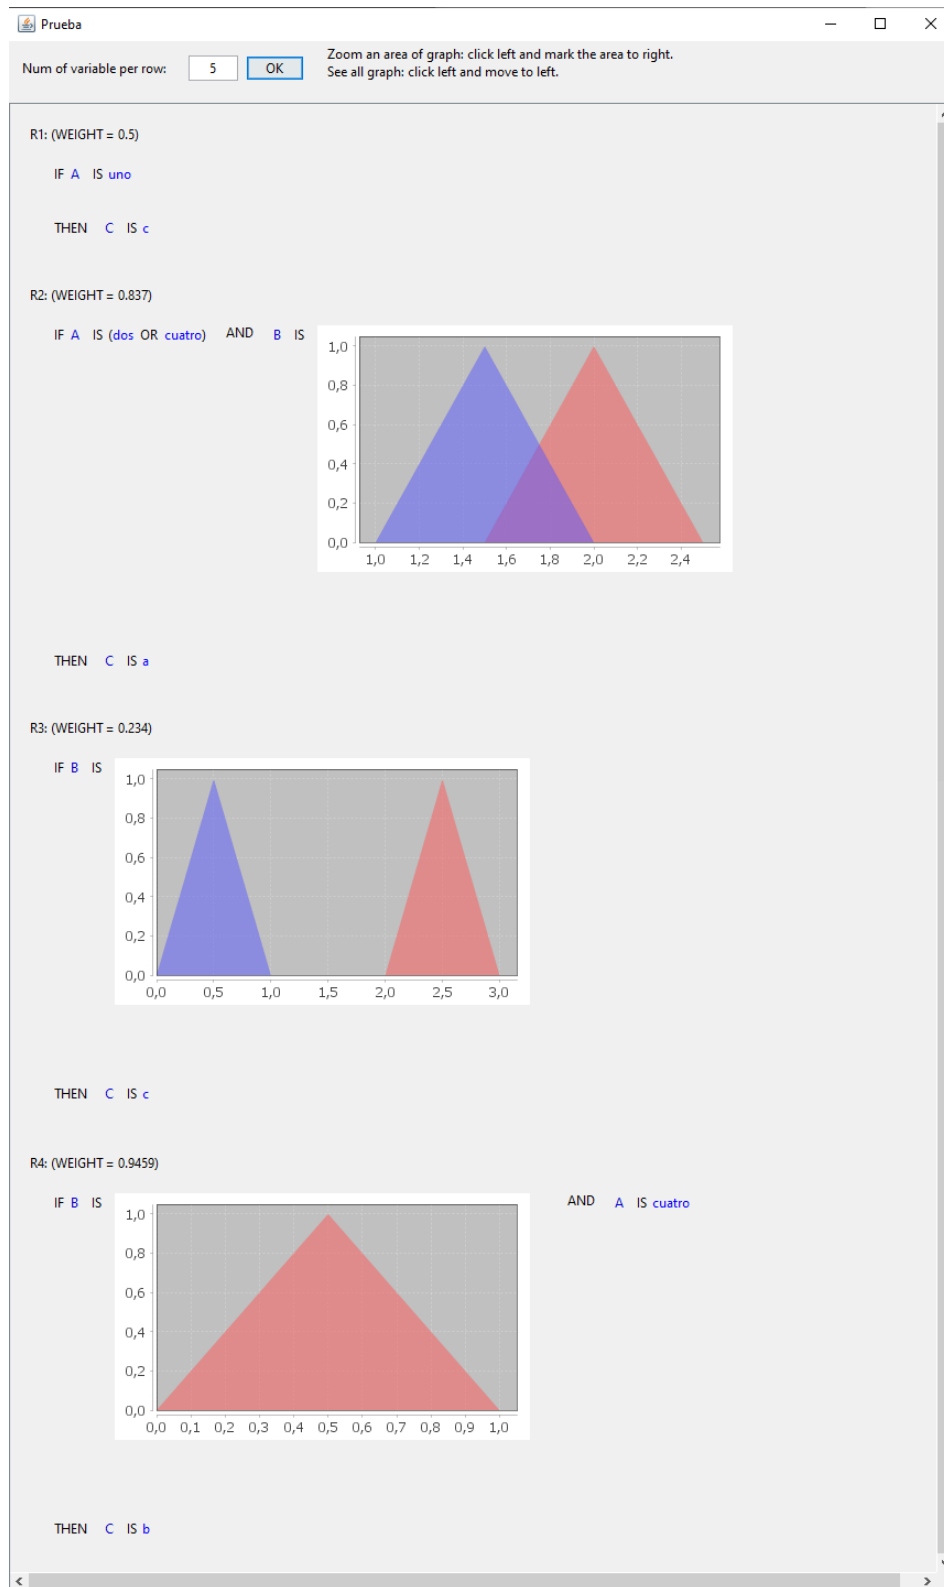 Prueba
Num of variable per row: 5 OK
Zoom an area of graph: click left and mark the area to right.
See all graph: click left and move to left.
R1: (WEIGHT = 0.5)
IF A IS uno
THEN C IS c
R2: (WEIGHT = 0.837)
IF A IS (dos OR cuatro) AND B IS
1,0
0,8
0,6
0,4
0,2
0,0
1,0 1,2 1,4 1,6 1,8 2,0 2,2 2,4
THEN C IS a
R3: (WEIGHT = 0.234)
IF B IS
1,0
0,8
0,6
0,4
0,2
0,0
0,0 0,5 1,0 1,5 2,0 2,5 3,0
THEN C IS c
R4: (WEIGHT = 0.9459)
IF B IS AND A IS cuatro
1,0
0,8
0,6
0,4
0,2
0,0
0,0 0,1 0,2 0,3 0,4 0,5 0,6 0,7 0,8 0,9 1,0
THEN C IS b